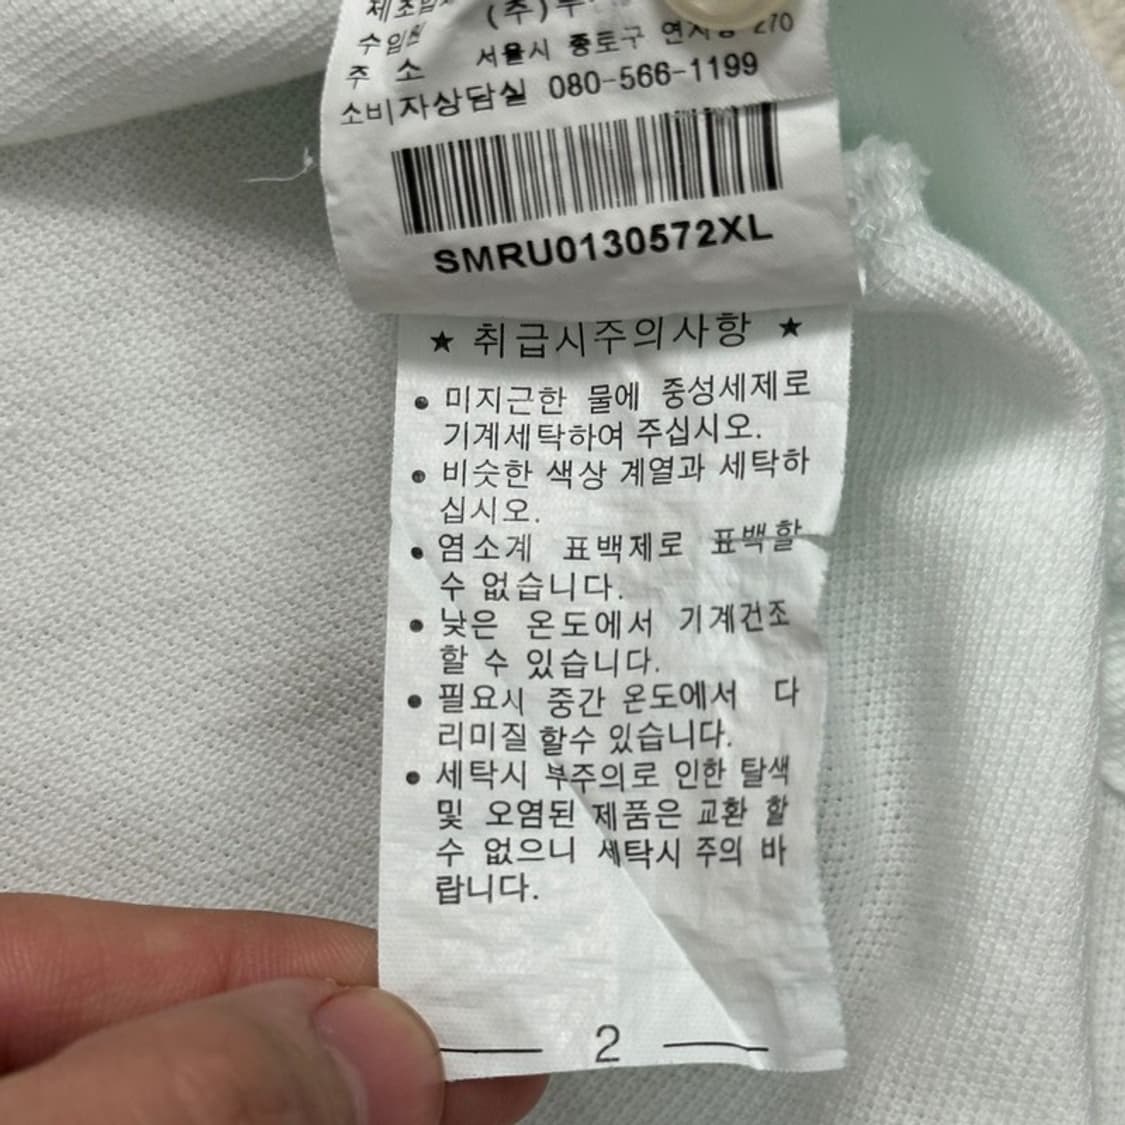 (주)
수입원
주 소 서울시 종로구 270
소비자상담실 080-566-1199
SMRU0130572XL
★ 취급시주의사항 ★
● 미지근한 물에 중성세제로
기계세탁하여 주십시오.
● 비슷한 색상 계열과 세탁하
십시오.
● 염소계 표백제로 표백할
수 없습니다.
● 낮은 온도에서 기계건조
할 수 있습니다.
● 필요시 중간 온도에서 다
리미질 할수 있습니다.
● 세탁시 부주의로 인한 탈색
및 오염된 제품은 교환 할
수 없으니 세탁시 주의 바
랍니다.
2